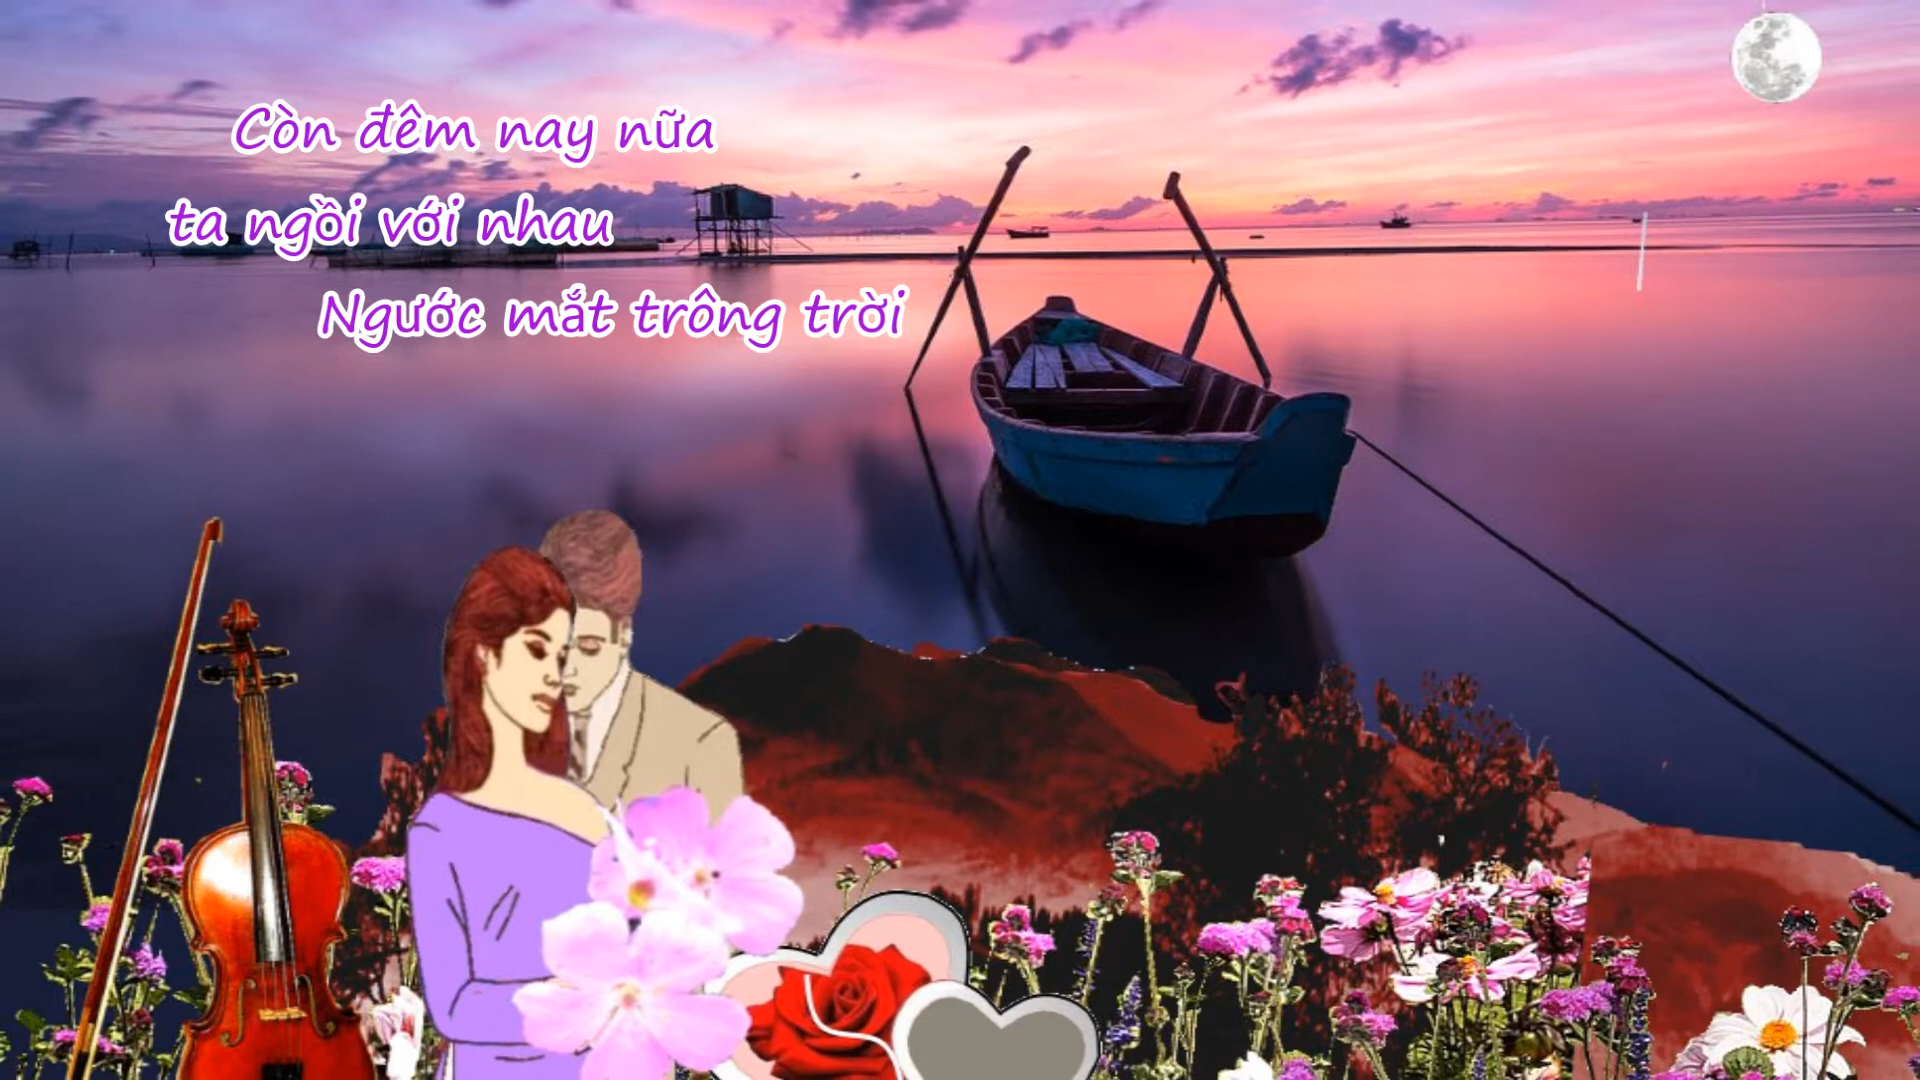 Còn đêm nay nữa
ta ngồi với nhau
Ngước mắt trông trời